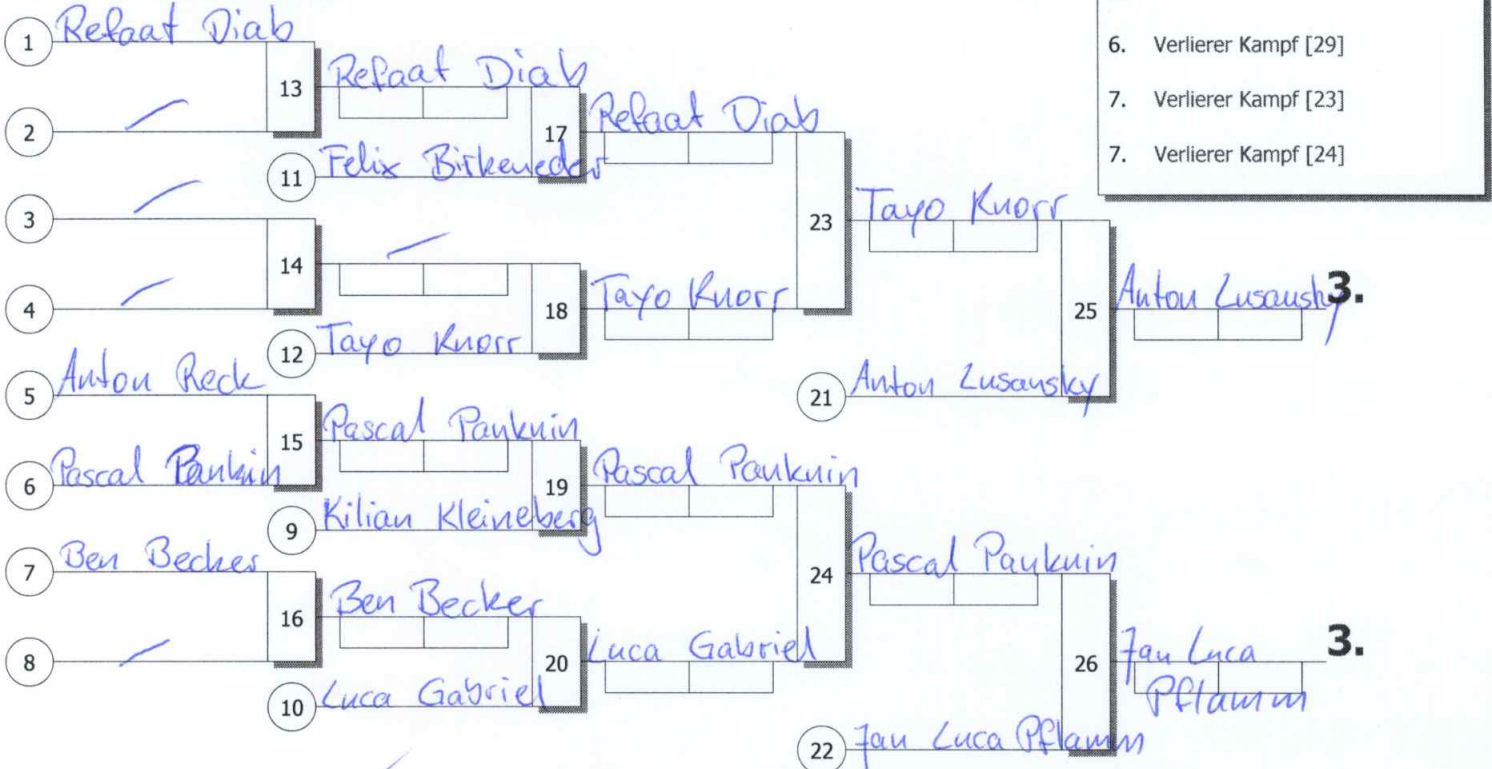 6. Verlierer Kampf [29]
7. Verlierer Kampf [23]
7. Verlierer Kampf [24]
1 Refaat Diab
2
13 Refaat Diab
11 Felix Birkeneder
17 Refaat Diab
3
4
14
12 Tayo Knorr
18 Tayo Knorr
23 Tayo Knorr
21 Anton Lusansky
25 Anton Lusansky 3.
5 Anton Reck
6 Pascal Paukin
15 Pascal Pauknin
9 Kilian Kleineberg
19 Pascal Pauknin
7 Ben Becker
8
16 Ben Becker
10 Luca Gabriel
20 Luca Gabriel
24 Pascal Pauknin
22 Jan Luca Pflamm
26 Jan Luca Pflamm 3.